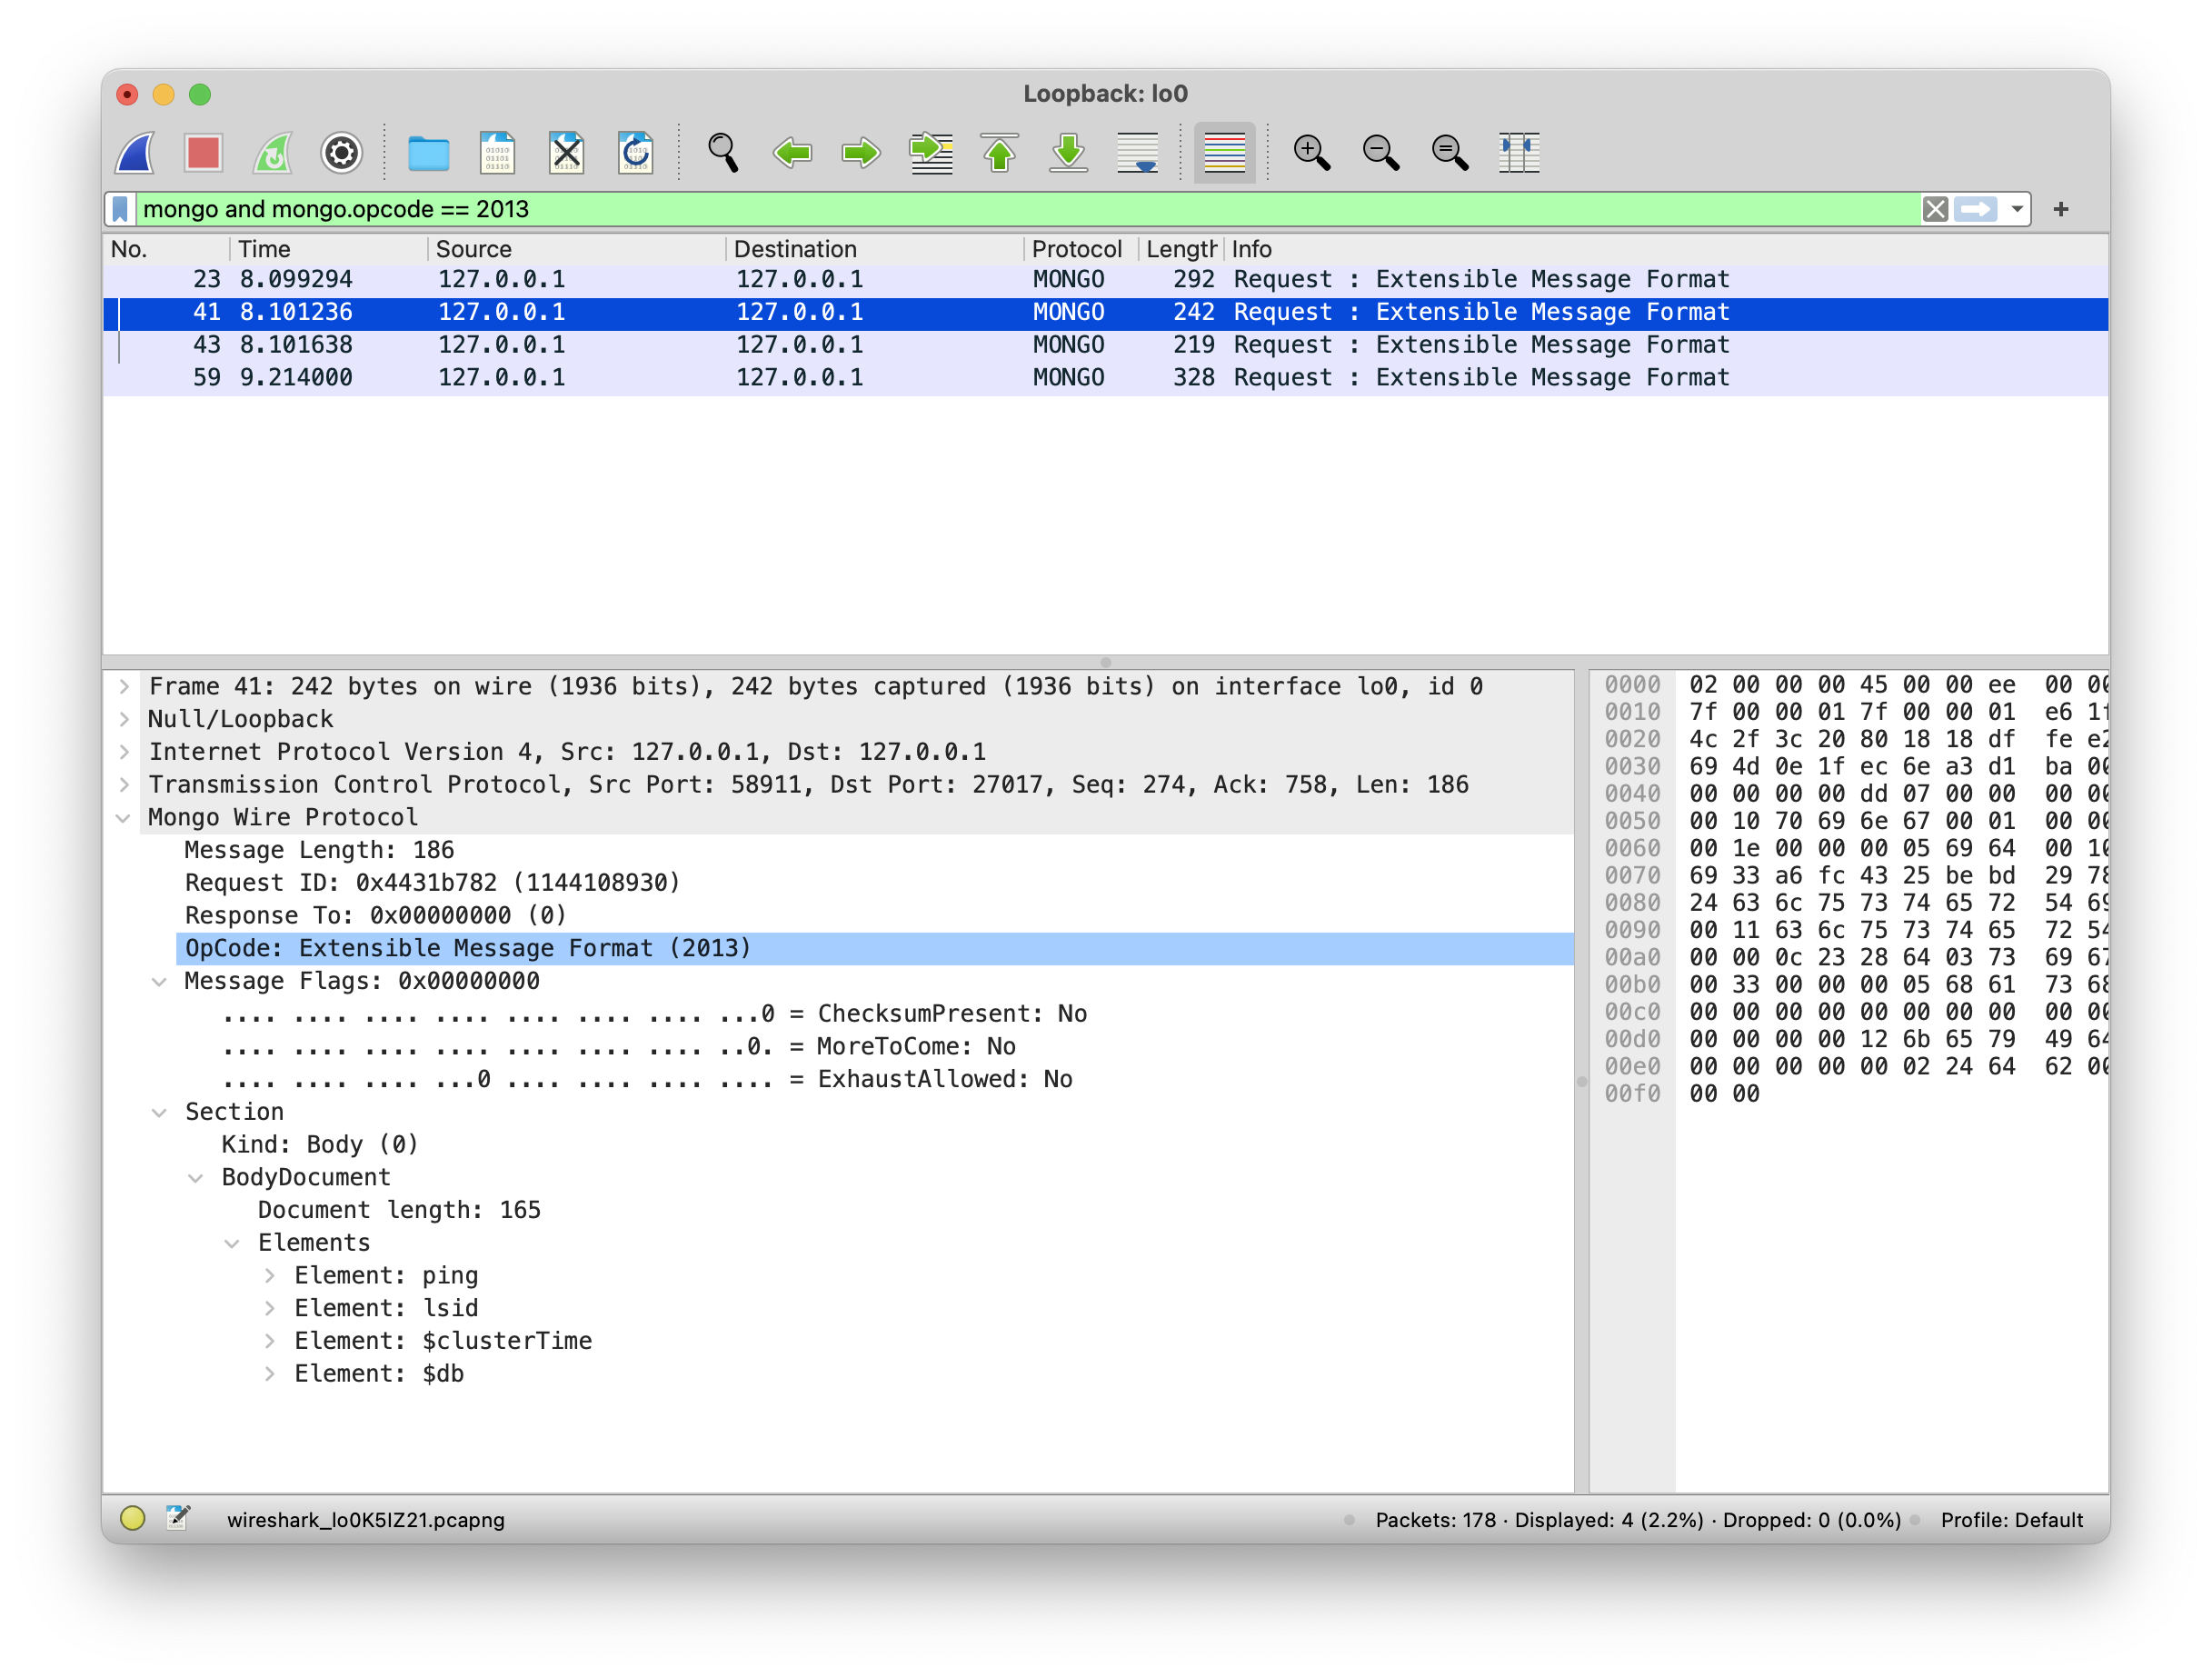 Loopback: lo0
mongo and mongo.opcode == 2013
No. Time Source Destination Protocol Length Info
23 8.099294 127.0.0.1 127.0.0.1 MONGO 292 Request : Extensible Message Format
41 8.101236 127.0.0.1 127.0.0.1 MONGO 242 Request : Extensible Message Format
43 8.101638 127.0.0.1 127.0.0.1 MONGO 219 Request : Extensible Message Format
59 9.214000 127.0.0.1 127.0.0.1 MONGO 328 Request : Extensible Message Format
Frame 41: 242 bytes on wire (1936 bits), 242 bytes captured (1936 bits) on interface lo0, id 0
Null/Loopback
Internet Protocol Version 4, Src: 127.0.0.1, Dst: 127.0.0.1
Transmission Control Protocol, Src Port: 58911, Dst Port: 27017, Seq: 274, Ack: 758, Len: 186
Mongo Wire Protocol
Message Length: 186
Request ID: 0x4431b782 (1144108930)
Response To: 0x00000000 (0)
OpCode: Extensible Message Format (2013)
Message Flags: 0x00000000
.... .... .... .... .... .... .... ...0 = ChecksumPresent: No
.... .... .... .... .... .... .... ..0. = MoreToCome: No
.... .... .... ...0 .... .... .... .... = ExhaustAllowed: No
Section
Kind: Body (0)
BodyDocument
Document length: 165
Elements
Element: ping
Element: lsid
Element: $clusterTime
Element: $db
0000 02 00 00 00 45 00 00 ee 00
0010 7f 00 00 01 7f 00 00 01 e6
0020 4c 2f 3c 20 80 18 18 df fe
0030 69 4d 0e 1f ec 6e a3 d1 ba
0040 00 00 00 00 dd 07 00 00 00
0050 00 10 70 69 6e 67 00 01 00
0060 00 1e 00 00 00 05 69 64 00
0070 69 33 a6 fc 43 25 be bd 29
0080 24 63 6c 75 73 74 65 72 54
0090 00 11 63 6c 75 73 74 65 72
00a0 00 00 0c 23 28 64 03 73 69
00b0 00 33 00 00 00 05 68 61 73
00c0 00 00 00 00 00 00 00 00 00
00d0 00 00 00 00 12 6b 65 79 49
00e0 00 00 00 00 00 02 24 64 62
00f0 00 00
wireshark_lo0K5IZ21.pcapng
Packets: 178 · Displayed: 4 (2.2%) · Dropped: 0 (0.0%)
Profile: Default